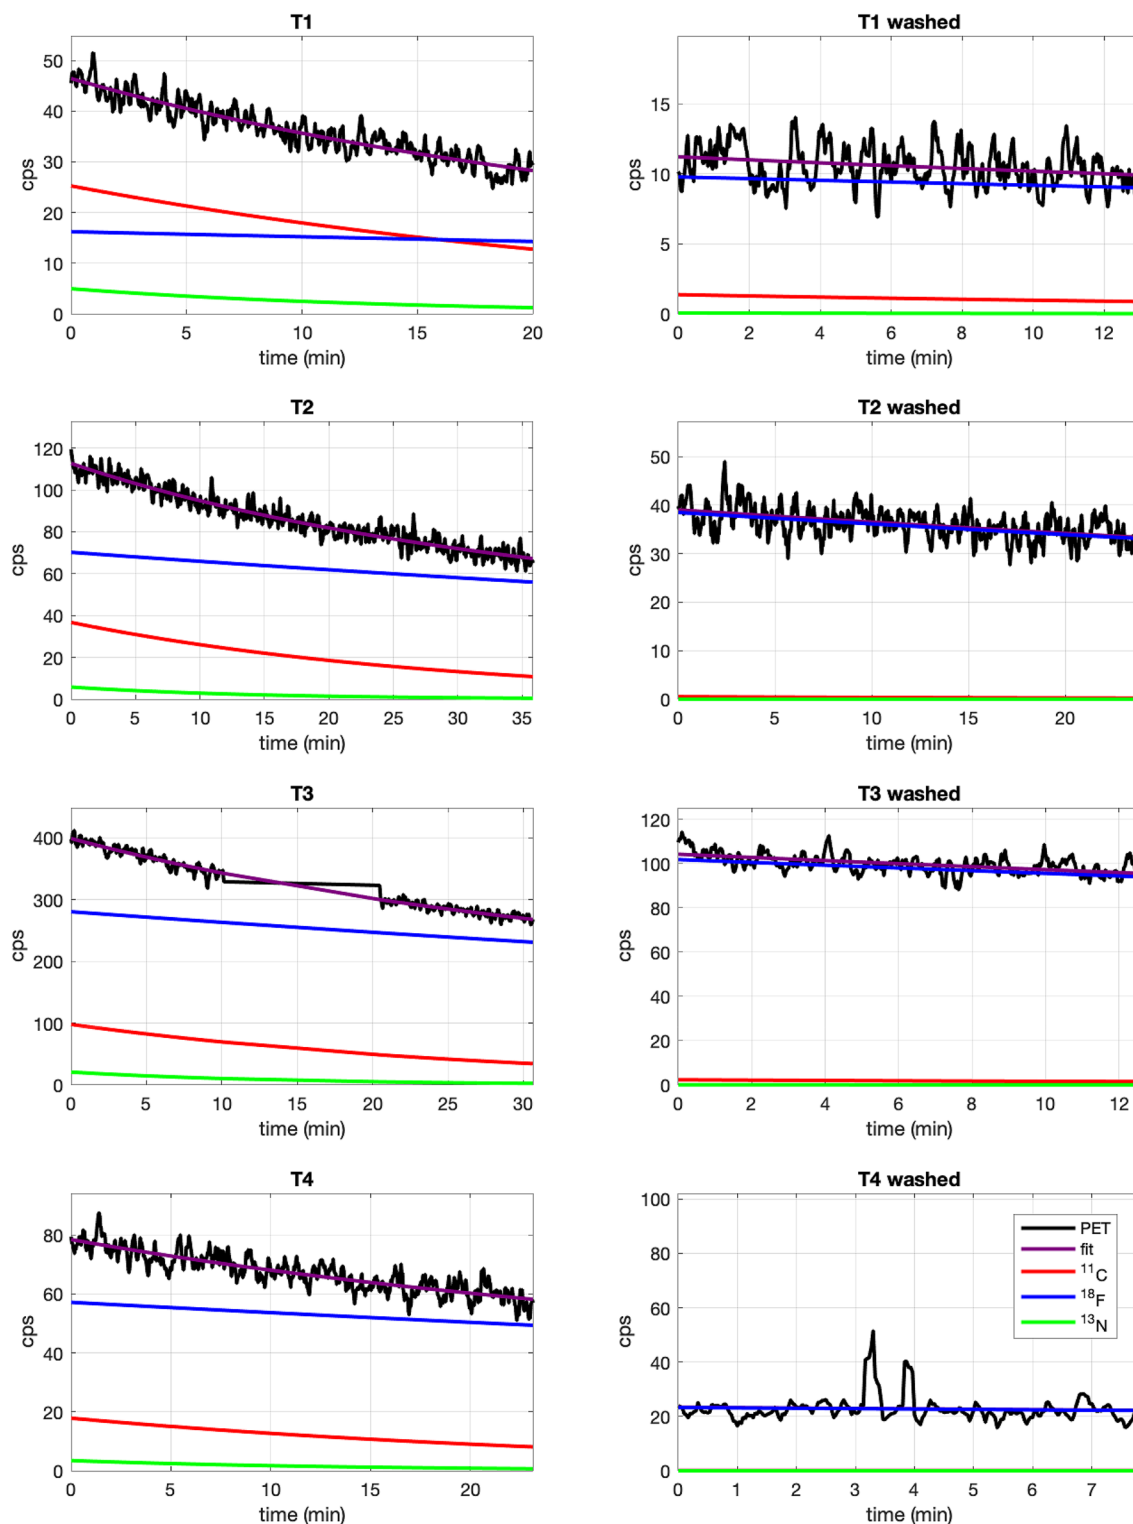 T1
50
40
30
20
10
0
cps
0 5 10 15 20
time (min)
T1 washed
15
10
5
0
cps
0 2 4 6 8 10 12
time (min)
T2
120
100
80
60
40
20
0
cps
0 5 10 15 20 25 30 35
time (min)
T2 washed
50
40
30
20
10
0
cps
0 5 10 15 20
time (min)
T3
400
300
200
100
0
cps
0 5 10 15 20 25 30
time (min)
T3 washed
120
100
80
60
40
20
0
cps
0 2 4 6 8 10 12
time (min)
T4
80
60
40
20
0
cps
0 5 10 15 20
time (min)
T4 washed
100
80
60
40
20
0
cps
0 1 2 3 4 5 6 7
time (min)
PET
fit
¹¹C
¹⁸F
¹³N